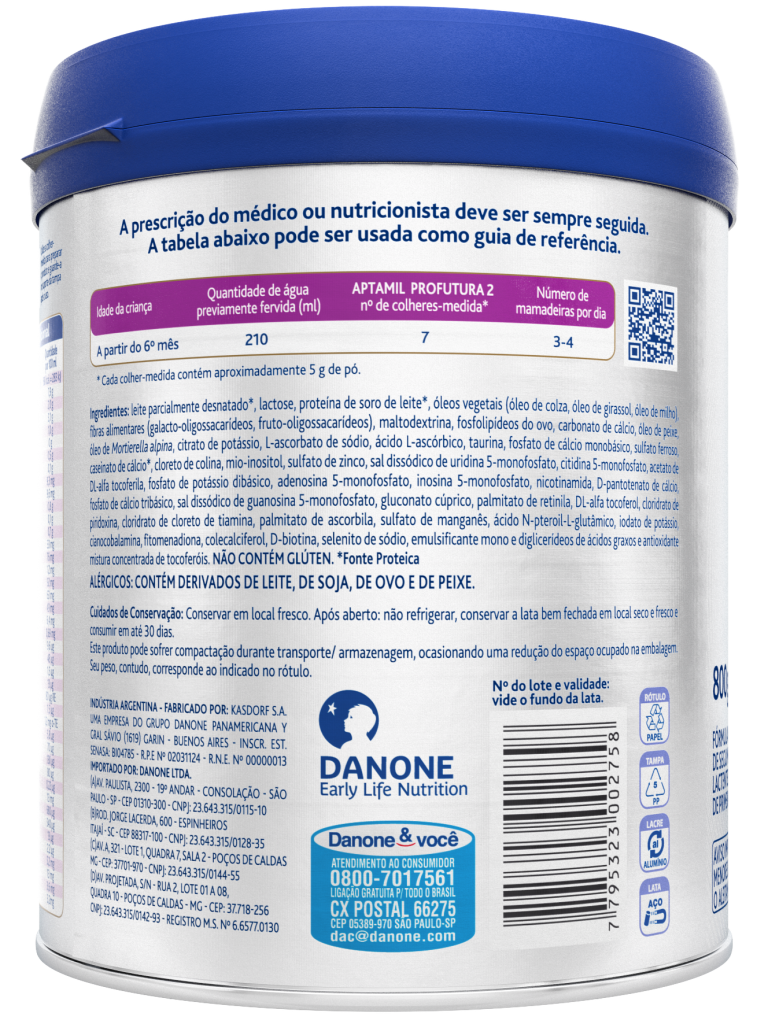 A prescrição do médico ou nutricionista deve ser sempre seguida.
A tabela abaixo pode ser usada como guia de referência.
Idade da criança
Quantidade de água
previamente fervida (ml)
APTAMIL PROFUTURA 2
nº de colheres-medida*
Número de
mamadeiras por dia
A partir do 6º mês
210
7
3-4
*Cada colher-medida contém aproximadamente 5 g de pó.
Ingredientes: leite parcialmente desnatado*, lactose, proteína de soro de leite*, óleos vegetais (óleo de colza, óleo de girassol, óleo de milho),
fibras alimentares (galacto-oligossacarídeos, fruto-oligossacarídeos), maltodextrina, fosfolipídeos do ovo, carbonato de cálcio, óleo de peixe,
óleo de Mortierella alpina, citrato de potássio, L-ascorbato de sódio, ácido L-ascórbico, taurina, fosfato de cálcio monobásico, sulfato ferroso,
caseinato de cálcio*, cloreto de colina, mio-inositol, sulfato de zinco, sal dissódico de uridina 5-monofosfato, citidina 5-monofosfato, acetato de
DL-alfa tocoferila, fosfato de potássio dibásico, adenosina 5-monofosfato, inosina 5-monofosfato, nicotinamida, D-pantotenato de cálcio,
fosfato de cálcio tribásico, sal dissódico de guanosina 5-monofosfato, gluconato cúprico, palmitato de retinila, DL-alfa tocoferol, cloridrato de
piridoxina, cloridrato de cloreto de tiamina, palmitato de ascorbila, sulfato de manganês, ácido N-pteroil-L-glutâmico, iodato de potássio,
cianocobalamina, fitomenadiona, colecalciferol, D-biotina, selenito de sódio, emulsificante mono e diglicerídeos de ácidos graxos e antioxidante
mistura concentrada de tocoferóis. NÃO CONTÉM GLÚTEN. *Fonte Proteica
ALÉRGICOS: CONTÉM DERIVADOS DE LEITE, DE SOJA, DE OVO E DE PEIXE.
Cuidados de Conservação: Conservar em local fresco. Após aberto: não refrigerar, conservar a lata bem fechada em local seco e fresco e
consumir em até 30 dias.
Este produto pode sofrer compactação durante transporte/ armazenagem, ocasionando uma redução do espaço ocupado na embalagem.
Seu peso, contudo, corresponde ao indicado no rótulo.
INDÚSTRIA ARGENTINA - FABRICADO POR: KASDORF S.A.
UMA EMPRESA DO GRUPO DANONE PANAMERICANA Y
GRAL SÁVIO (1619) GARIN - BUENOS AIRES - INSCR. EST.
SENASA: BI04785 - R.P.E Nº 02031124 - R.N.E. Nº 00000013
IMPORTADO POR: DANONE LTDA.
(A)AV. PAULISTA, 2300 - 19º ANDAR - CONSOLAÇÃO - SÃO
PAULO - SP - CEP 01310-300 - CNPJ: 23.643.315/0115-10
(B)ROD. JORGE LACERDA, 600 - ESPINHEIROS
ITAJAÍ - SC - CEP 88317-100 - CNPJ: 23.643.315/0128-35
(C)AV. A, 321 - LOTE 1, QUADRA 7, SALA 2 - POÇOS DE CALDAS
MG - CEP: 37701-970 - CNPJ: 23.643.315/0144-55
(D)AV. PROJETADA, S/N - RUA 2, LOTE 01 A 08,
QUADRA 10 - POÇOS DE CALDAS - MG - CEP: 37.718-256
CNPJ: 23.643.315/0142-93 - REGISTRO M.S. Nº 6.6577.0130
DANONE
Early Life Nutrition
Danone & você
ATENDIMENTO AO CONSUMIDOR
0800-7017561
LIGAÇÃO GRATUITA P/ TODO O BRASIL
CX POSTAL 66275
CEP 05389-970 SÃO PAULO-SP
dac@danone.com
Nº do lote e validade:
vide o fundo da lata.
7 795323 002758
RÓTULO
PAPEL
TAMPA
5
PP
LACRE
al
ALUMÍNIO
LATA
AÇO
800g